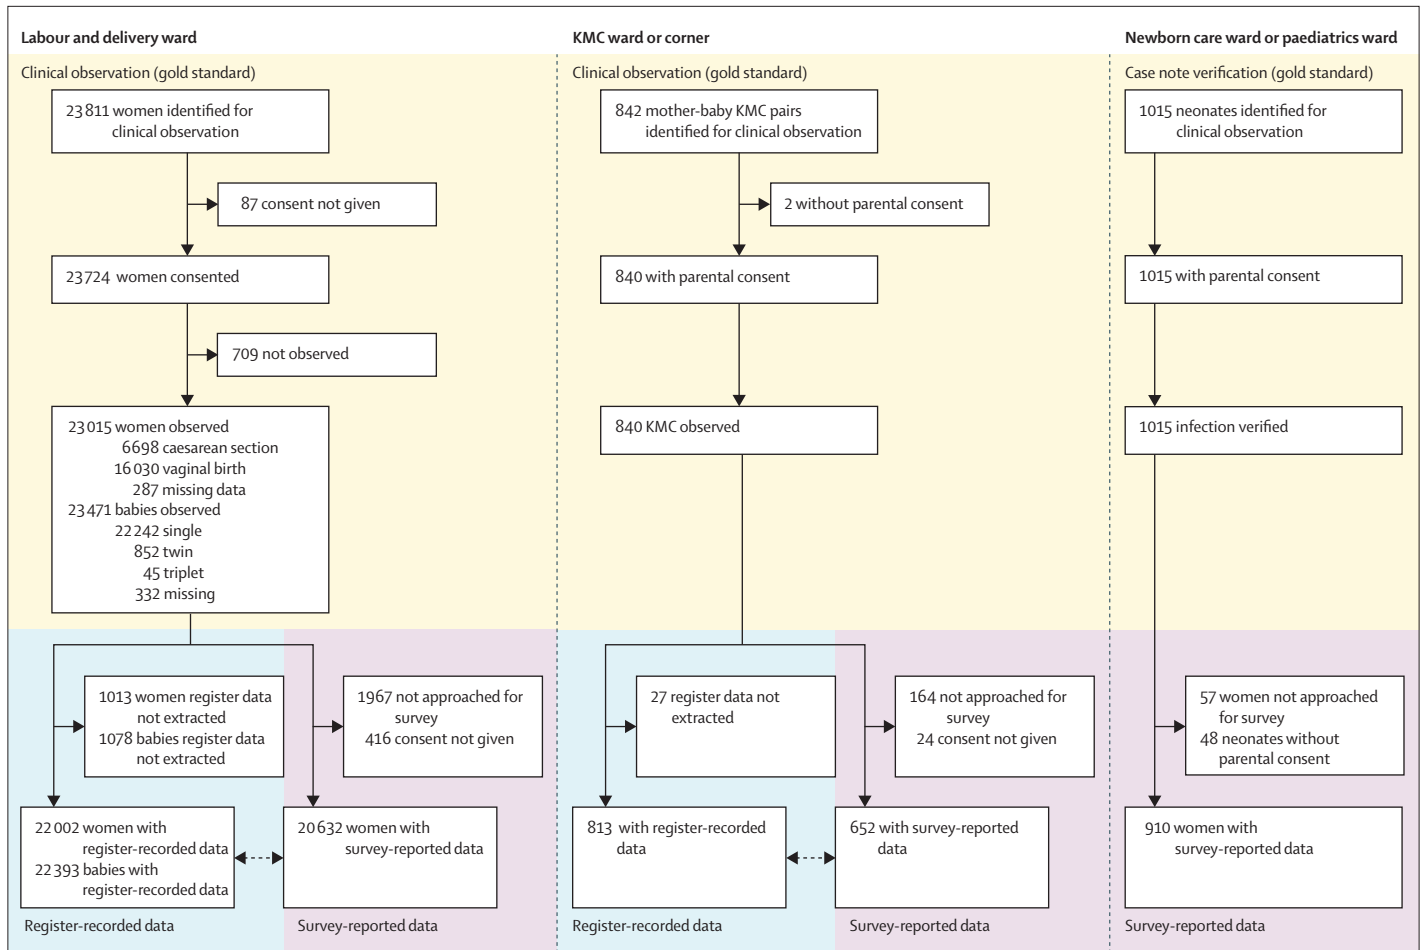 Labour and delivery ward
Clinical observation (gold standard)
23 811 women identified for
clinical observation
87 consent not given
23 724 women consented
709 not observed
23 015 women observed
6698 caesarean section
16 030 vaginal birth
287 missing data
23 471 babies observed
22 242 single
852 twin
45 triplet
332 missing
1013 women register data
not extracted
1078 babies register data
not extracted
1967 not approached for
survey
416 consent not given
22 002 women with
register-recorded data
22 393 babies with
register-recorded data
20 632 women with
survey-reported data
Register-recorded data
Survey-reported data
KMC ward or corner
Clinical observation (gold standard)
842 mother-baby KMC pairs
identified for clinical observation
2 without parental consent
840 with parental consent
840 KMC observed
27 register data not
extracted
164 not approached for
survey
24 consent not given
813 with register-recorded
data
652 with survey-reported
data
Register-recorded data
Survey-reported data
Newborn care ward or paediatrics ward
Case note verification (gold standard)
1015 neonates identified for
clinical observation
1015 with parental consent
1015 infection verified
57 women not approached
for survey
48 neonates without
parental consent
910 women with
survey-reported data
Survey-reported data